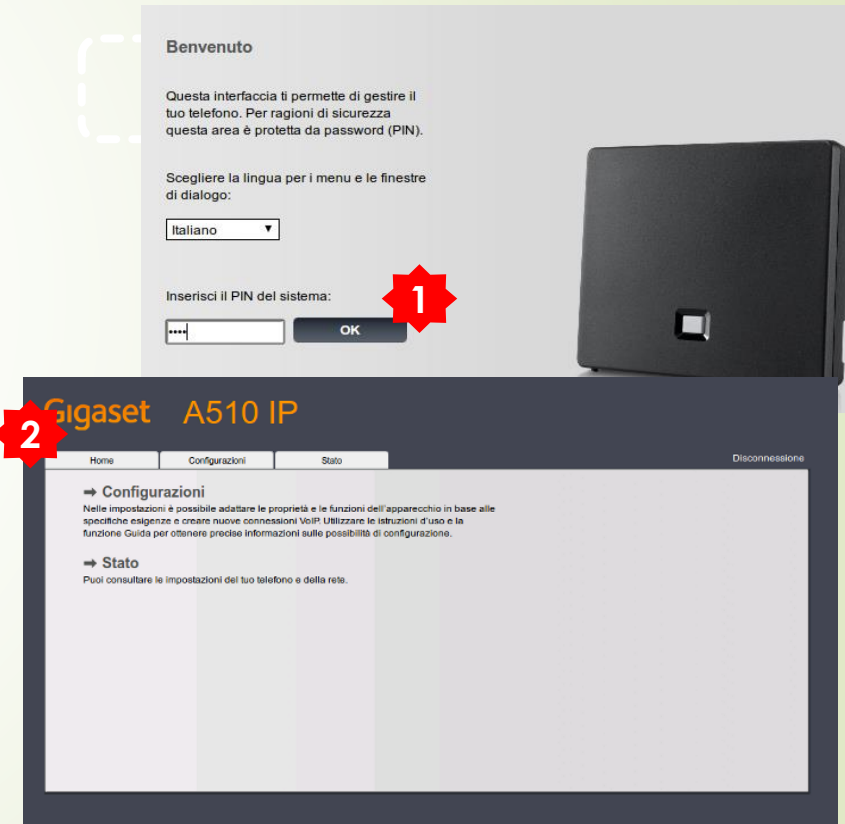 Benvenuto
Questa interfaccia ti permette di gestire il
tuo telefono. Per ragioni di sicurezza
questa area è protetta da password (PIN).
Scegliere la lingua per i menu e le finestre
di dialogo:
Italiano
Inserisci il PIN del sistema:
1
OK
Gigaset A510 IP
2
Home Configurazioni Stato Disconnessione
➡ Configurazioni
Nelle impostazioni è possibile adattare le proprietà e le funzioni dell'apparecchio in base alle
specifiche esigenze e creare nuove connessioni VoIP. Utilizzare le istruzioni d'uso e la
funzione Guida per ottenere precise informazioni sulle possibilità di configurazione.
➡ Stato
Puoi consultare le impostazioni del tuo telefono e della rete.